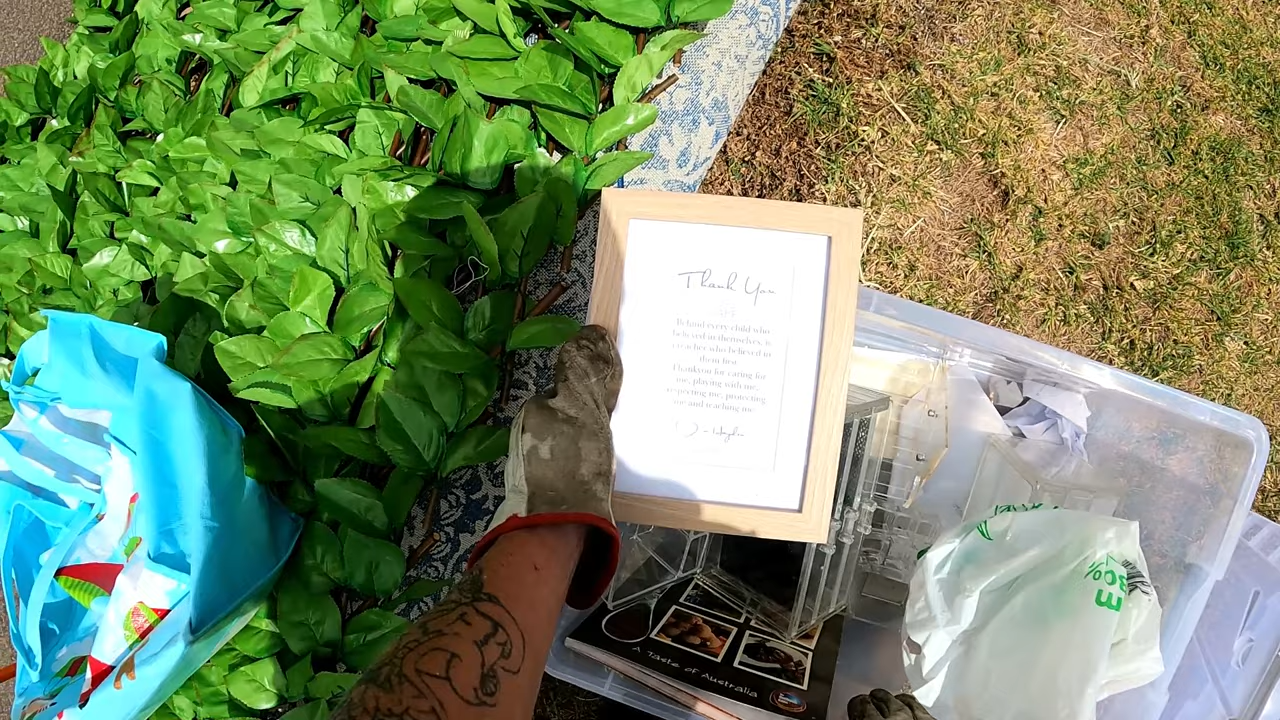 Thank You
Behind every child who
believed in themselves, is
a teacher who believed in
them first.
Thankyou for caring for
me, playing with me,
respecting me, protecting
me and teaching me
A Taste of Australia
80%